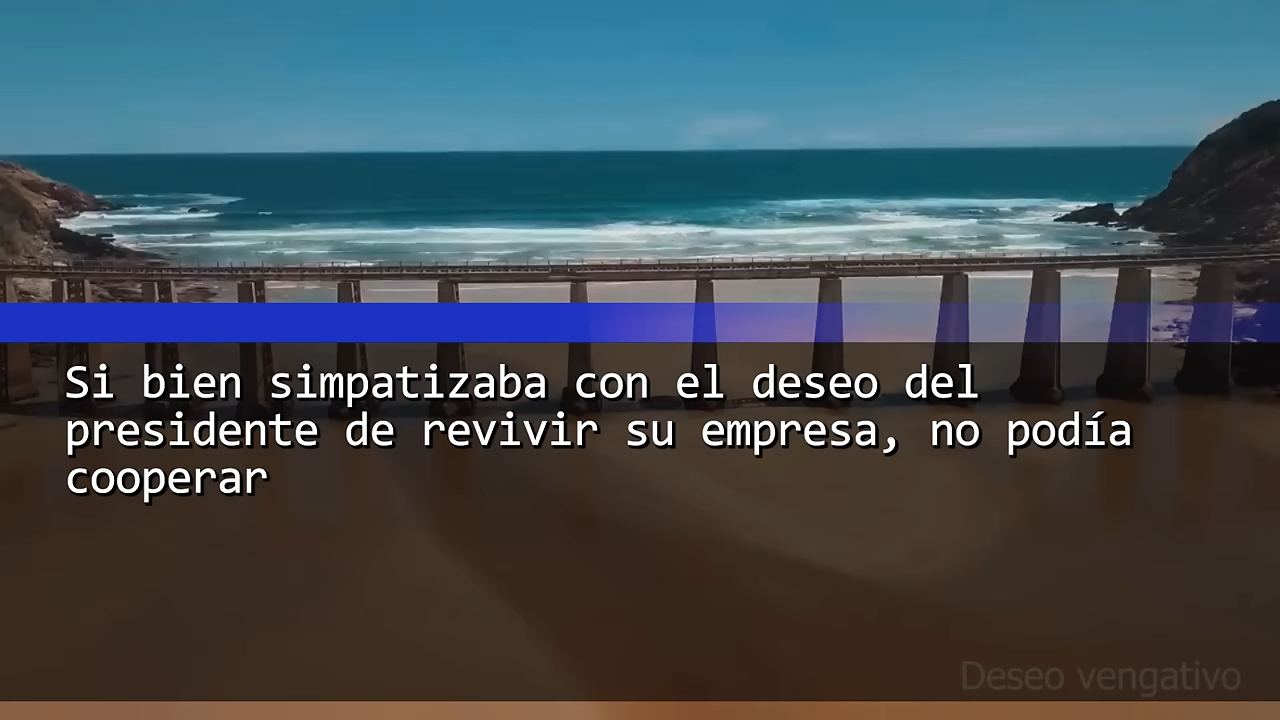 Si bien simpatizaba con el deseo del
presidente de revivir su empresa, no podía
cooperar
Deseo vengativo